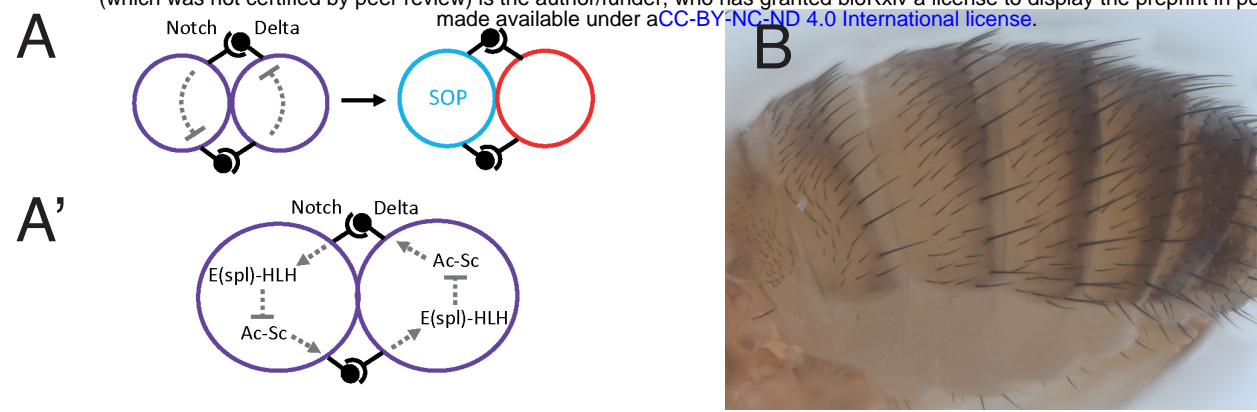 (which was not certified by peer review) is the author/funder, who has granted bioRxiv a license to display the preprint in pe
made available under aCC-BY-NC-ND 4.0 International license.
A
Notch Delta
SOP
A'
Notch Delta
E(spl)-HLH Ac-Sc
Ac-Sc E(spl)-HLH
B